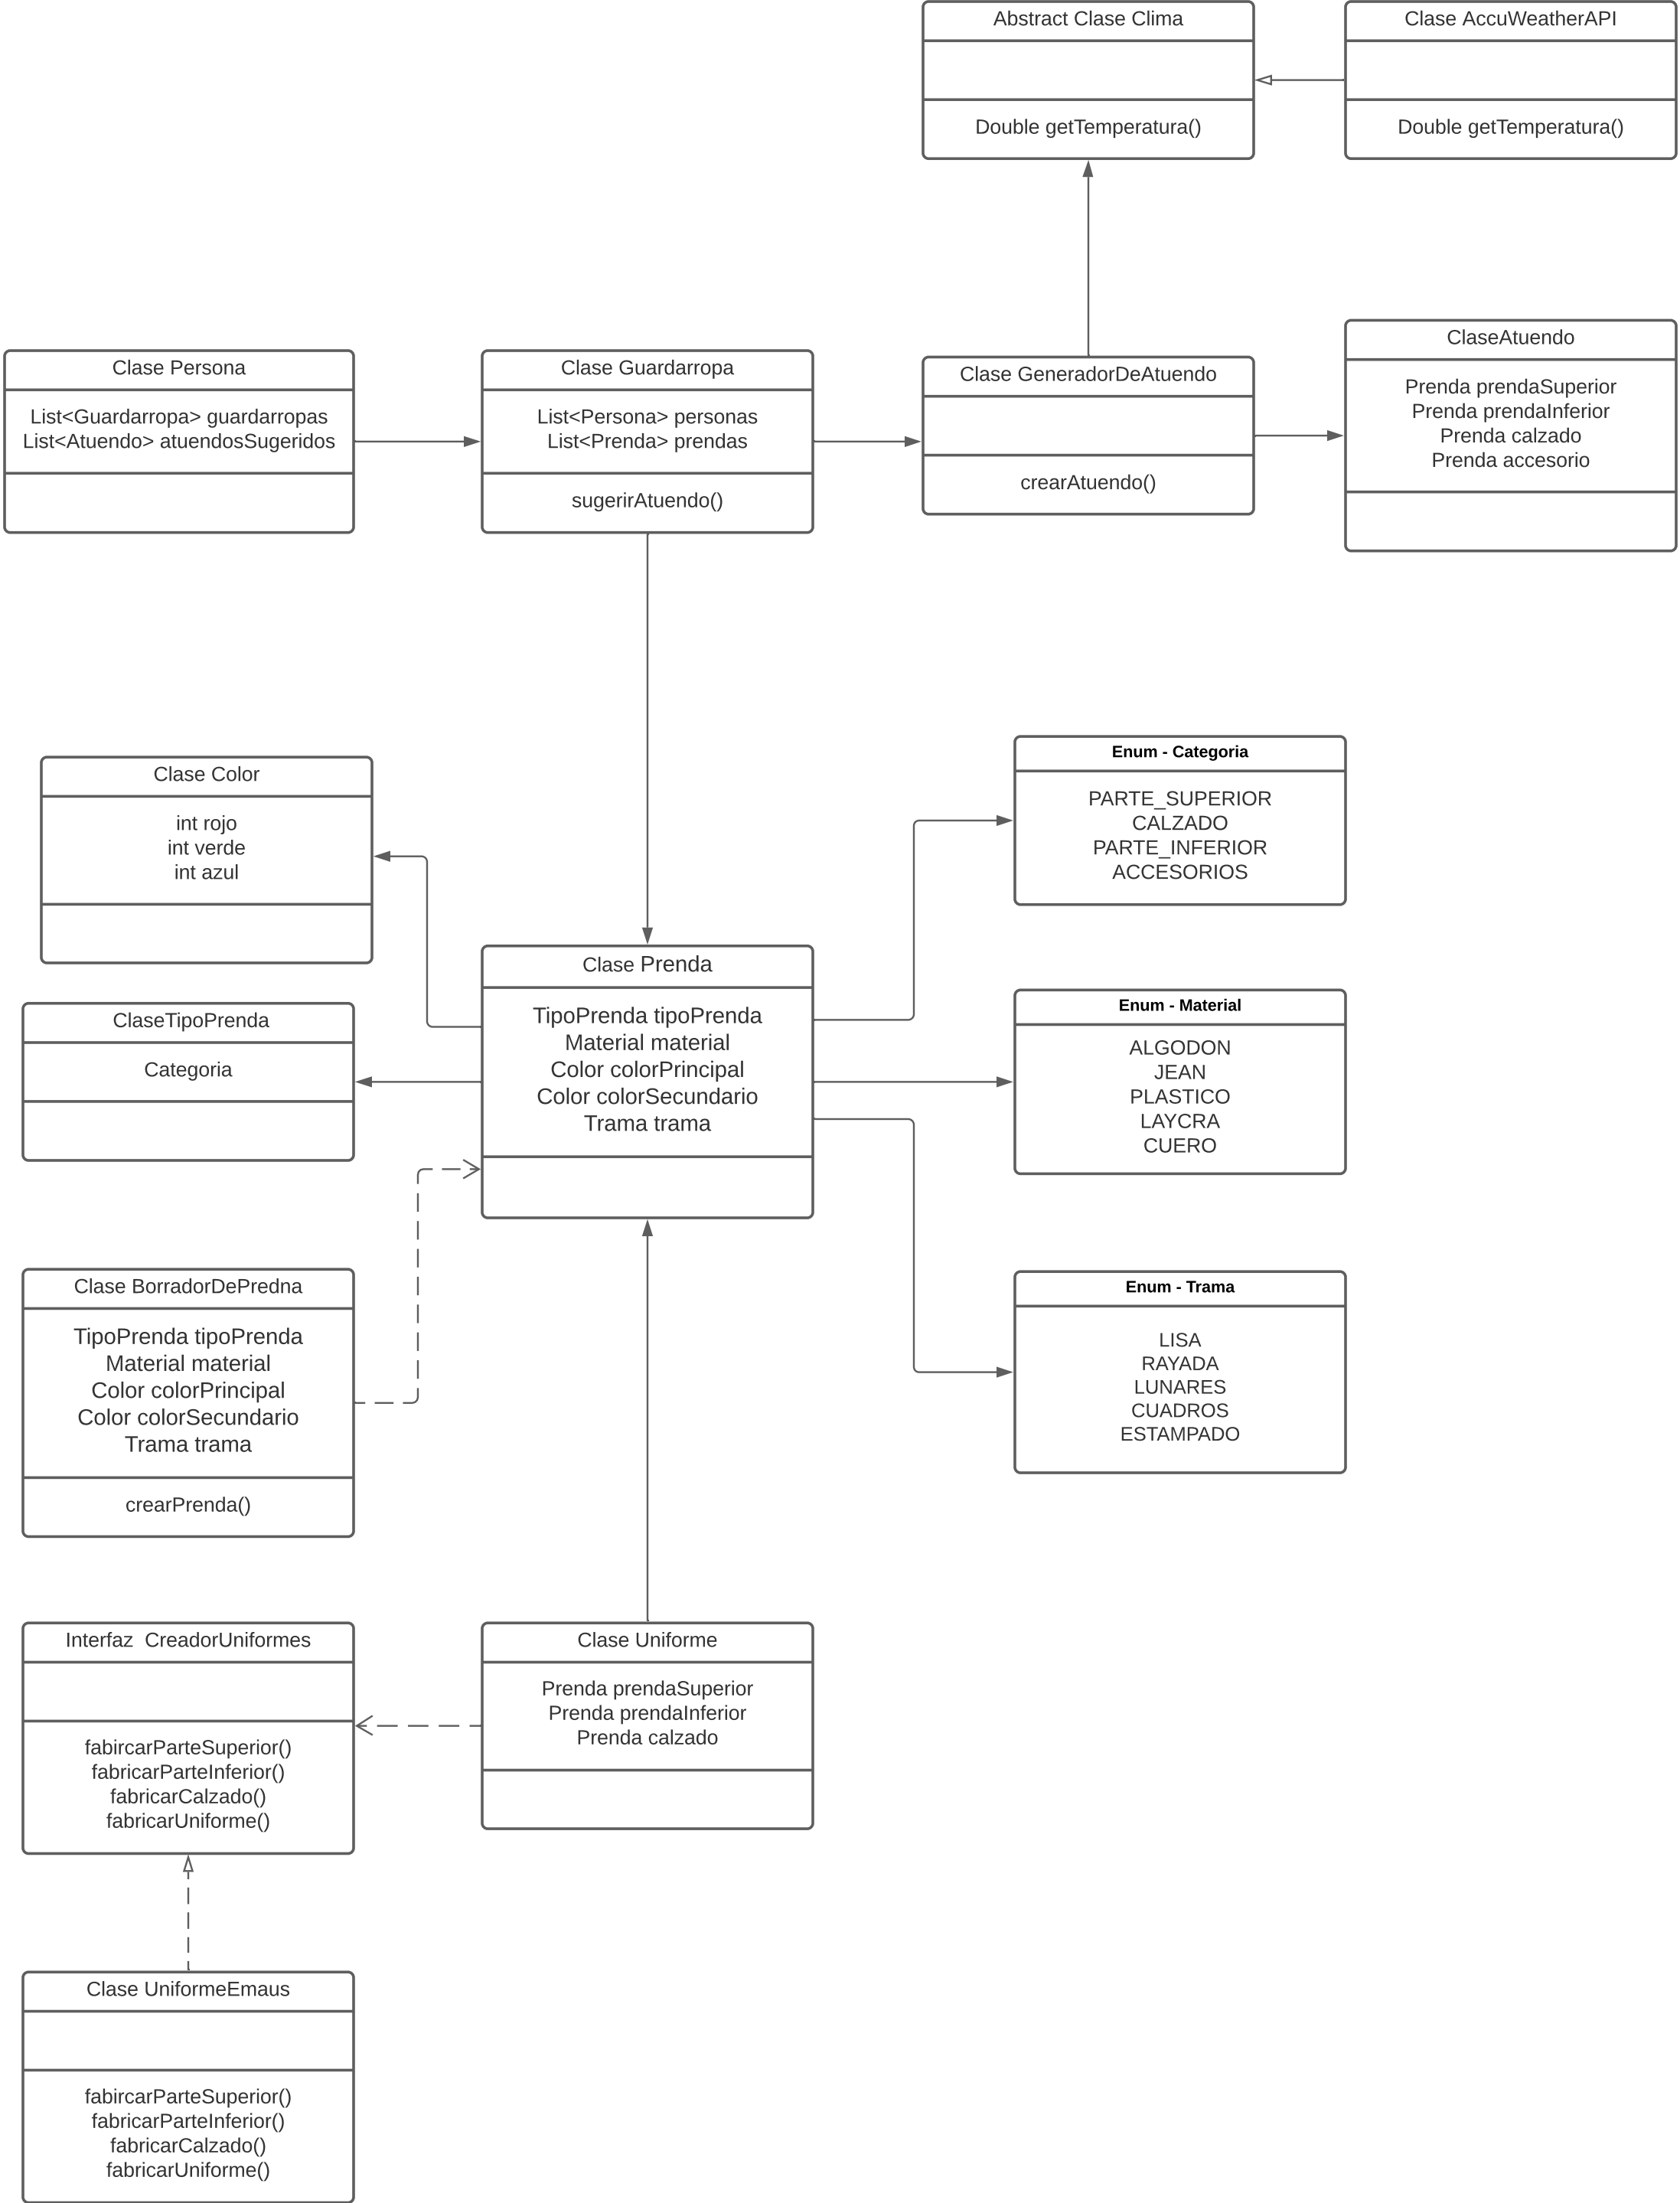 Abstract Clase Clima
Double getTemperatura()
Clase AccuWeatherAPI
Double getTemperatura()
Clase Persona
List<Guardarropa> guardarropas
List<Atuendo> atuendosSugeridos
Clase Guardarropa
List<Persona> personas
List<Prenda> prendas
sugerirAtuendo()
Clase GeneradorDeAtuendo
crearAtuendo()
ClaseAtuendo
Prenda prendaSuperior
Prenda prendaInferior
Prenda calzado
Prenda accesorio
Clase Color
int rojo
int verde
int azul
Enum - Categoria
PARTE_SUPERIOR
CALZADO
PARTE_INFERIOR
ACCESORIOS
ClaseTipoPrenda
Categoria
Clase Prenda
TipoPrenda tipoPrenda
Material material
Color colorPrincipal
Color colorSecundario
Trama trama
Enum - Material
ALGODON
JEAN
PLASTICO
LAYCRA
CUERO
Clase BorradorDePredna
TipoPrenda tipoPrenda
Material material
Color colorPrincipal
Color colorSecundario
Trama trama
crearPrenda()
Enum - Trama
LISA
RAYADA
LUNARES
CUADROS
ESTAMPADO
Interfaz  CreadorUniformes
fabircarParteSuperior()
fabricarParteInferior()
fabricarCalzado()
fabricarUniforme()
Clase Uniforme
Prenda prendaSuperior
Prenda prendaInferior
Prenda calzado
Clase UniformeEmaus
fabircarParteSuperior()
fabricarParteInferior()
fabricarCalzado()
fabricarUniforme()